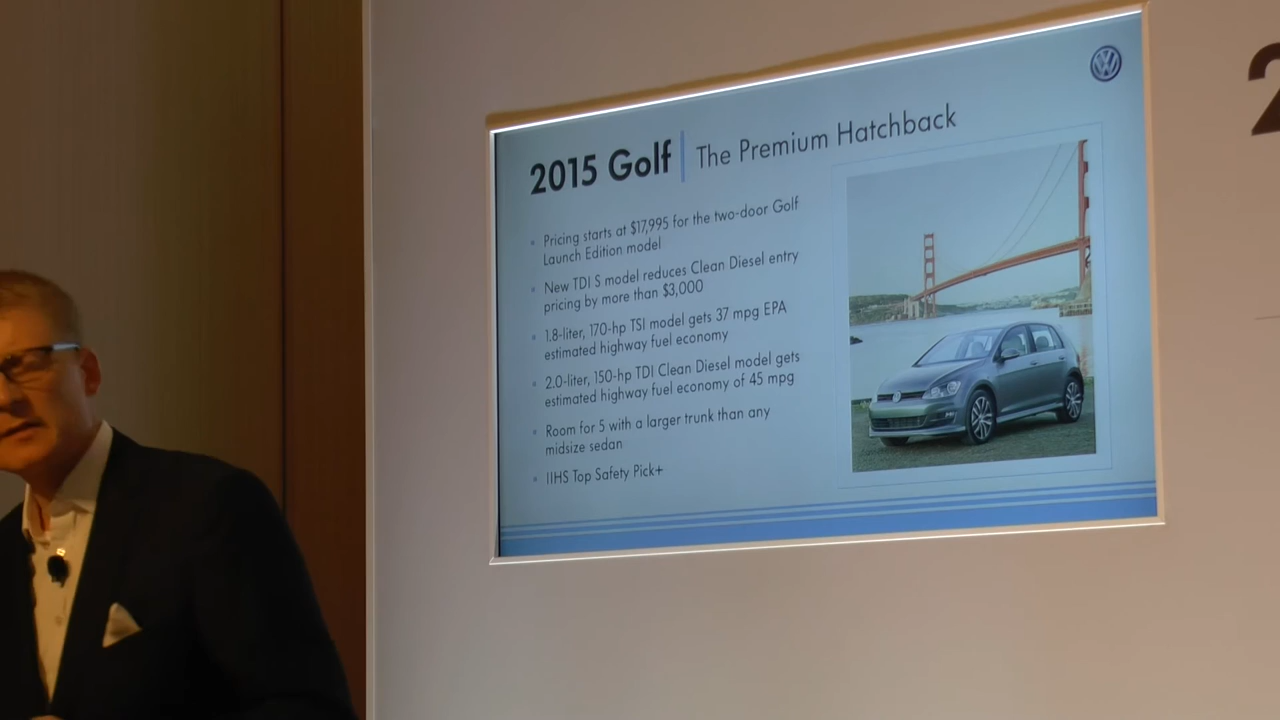 2015 Golf | The Premium Hatchback
Pricing starts at $17,995 for the two-door Golf
Launch Edition model
New TDI S model reduces Clean Diesel entry
pricing by more than $3,000
1.8-liter, 170-hp TSI model gets 37 mpg EPA
estimated highway fuel economy
2.0-liter, 150-hp TDI Clean Diesel model gets
estimated highway fuel economy of 45 mpg
Room for 5 with a larger trunk than any
midsize sedan
IIHS Top Safety Pick+
2